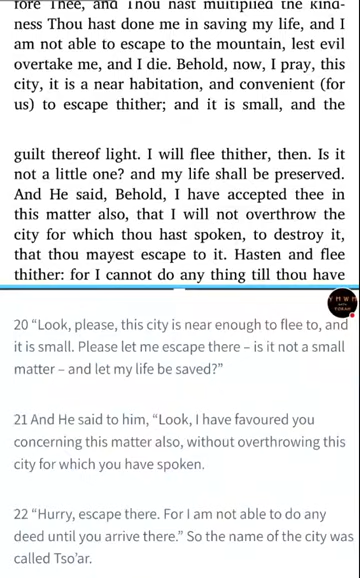 fore Thee, and Thou hast multiplied the kind-
ness Thou hast done me in saving my life, and I
am not able to escape to the mountain, lest evil
overtake me, and I die. Behold, now, I pray, this
city, it is a near habitation, and convenient (for
us) to escape thither; and it is small, and the
guilt thereof light. I will flee thither, then. Is it
not a little one? and my life shall be preserved.
And He said, Behold, I have accepted thee in
this matter also, that I will not overthrow the
city for which thou hast spoken, to destroy it,
that thou mayest escape to it. Hasten and flee
thither: for I cannot do any thing till thou have
YMWM
TORAH
20 “Look, please, this city is near enough to flee to, and
it is small. Please let me escape there – is it not a small
matter – and let my life be saved?”
21 And He said to him, “Look, I have favoured you
concerning this matter also, without overthrowing this
city for which you have spoken.
22 “Hurry, escape there. For I am not able to do any
deed until you arrive there.” So the name of the city was
called Tso’ar.